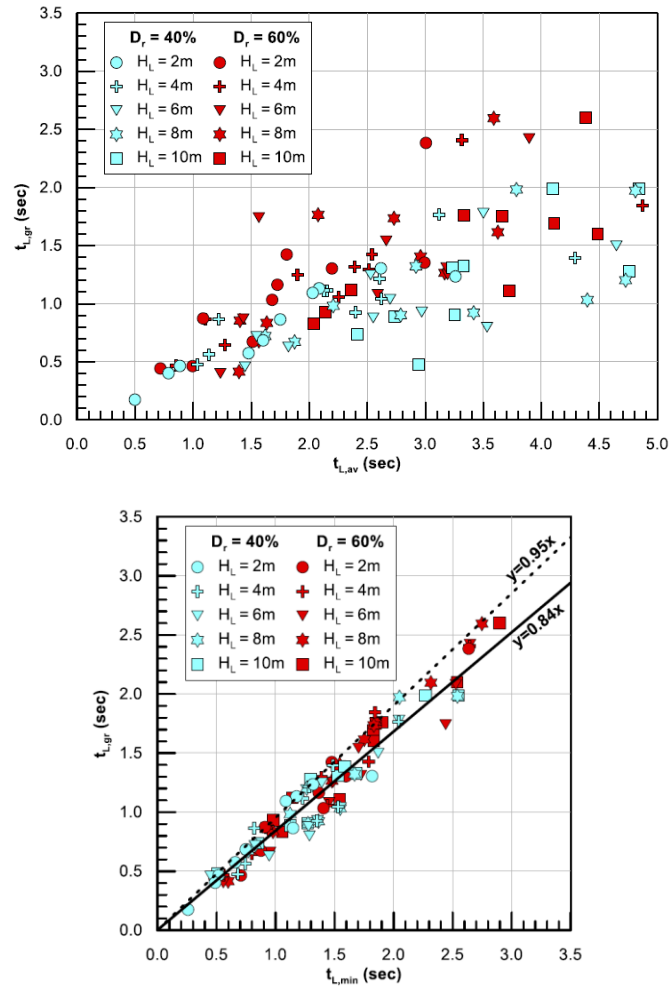 3.5
3.0
2.5
2.0
1.5
1.0
0.5
0.0
t_L,gr (sec)
D_r = 40% D_r = 60%
H_L = 2m H_L = 2m
H_L = 4m H_L = 4m
H_L = 6m H_L = 6m
H_L = 8m H_L = 8m
H_L = 10m H_L = 10m
0.0 0.5 1.0 1.5 2.0 2.5 3.0 3.5 4.0 4.5 5.0
t_L,av (sec)
3.5
3.0
2.5
2.0
1.5
1.0
0.5
0.0
t_L,gr (sec)
D_r = 40% D_r = 60%
H_L = 2m H_L = 2m
H_L = 4m H_L = 4m
H_L = 6m H_L = 6m
H_L = 8m H_L = 8m
H_L = 10m H_L = 10m
y=0.95x
y=0.84x
0.0 0.5 1.0 1.5 2.0 2.5 3.0 3.5
t_L,min (sec)